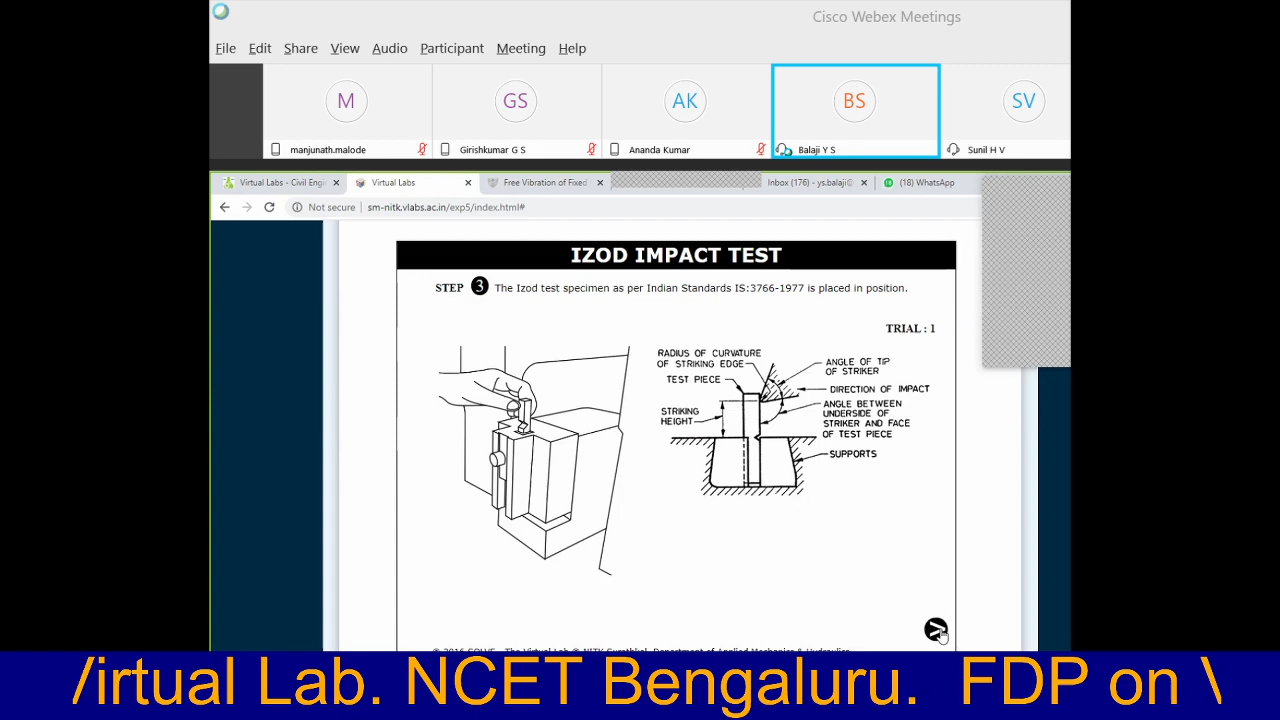 Cisco Webex Meetings
File Edit Share View Audio Participant Meeting Help
M GS AK BS SV
manjunath.malode Girishkumar G S Ananda Kumar Balaji Y S Sunil H V
Virtual Labs - Civil Engi Virtual Labs Free Vibration of Fixed Inbox (176) - ys.balaji@ (18) WhatsApp
Not secure sm-nitk.vlabs.ac.in/exp5/index.html#
IZOD IMPACT TEST
STEP 3 The Izod test specimen as per Indian Standards IS:3766-1977 is placed in position.
TRIAL : 1
RADIUS OF CURVATURE
OF STRIKING EDGE
TEST PIECE
STRIKING
HEIGHT
ANGLE OF TIP
OF STRIKER
DIRECTION OF IMPACT
ANGLE BETWEEN
UNDERSIDE OF
STRIKER AND FACE
OF TEST PIECE
SUPPORTS
irtual Lab. NCET Bengaluru. FDP on